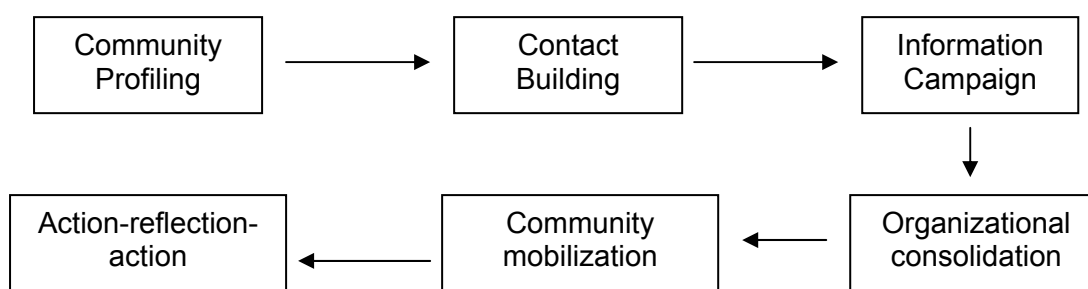 Community
Profiling
Contact
Building
Information
Campaign
Organizational
consolidation
Community
mobilization
Action-reflection-
action